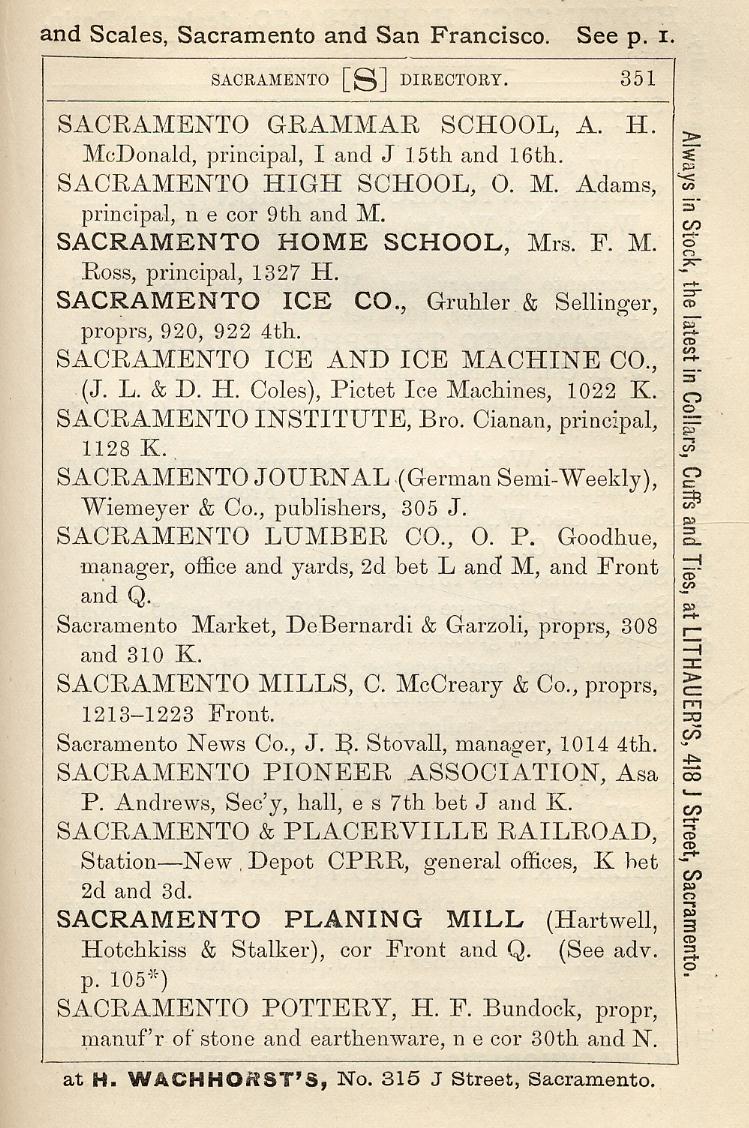 and Scales, Sacramento and San Francisco. See p. 1.
SACRAMENTO [S] DIRECTORY. 351
SACRAMENTO GRAMMAR SCHOOL, A. H.
McDonald, principal, I and J 15th and 16th.
SACRAMENTO HIGH SCHOOL, O. M. Adams,
principal, n e cor 9th and M.
SACRAMENTO HOME SCHOOL, Mrs. F. M.
Ross, principal, 1327 H.
SACRAMENTO ICE CO., Gruhler & Sellinger,
proprs, 920, 922 4th.
SACRAMENTO ICE AND ICE MACHINE CO.,
(J. L. & D. H. Coles), Pictet Ice Machines, 1022 K.
SACRAMENTO INSTITUTE, Bro. Cianan, principal,
1128 K.
SACRAMENTO JOURNAL (German Semi-Weekly),
Wiemeyer & Co., publishers, 305 J.
SACRAMENTO LUMBER CO., O. P. Goodhue,
manager, office and yards, 2d bet L and M, and Front
and Q.
Sacramento Market, DeBernardi & Garzoli, proprs, 308
and 310 K.
SACRAMENTO MILLS, C. McCreary & Co., proprs,
1213–1223 Front.
Sacramento News Co., J. B. Stovall, manager, 1014 4th.
SACRAMENTO PIONEER ASSOCIATION, Asa
P. Andrews, Sec'y, hall, e s 7th bet J and K.
SACRAMENTO & PLACERVILLE RAILROAD,
Station—New Depot CPRR, general offices, K bet
2d and 3d.
SACRAMENTO PLANING MILL (Hartwell,
Hotchkiss & Stalker), cor Front and Q. (See adv.
p. 105*)
SACRAMENTO POTTERY, H. F. Bundock, propr,
manuf'r of stone and earthenware, n e cor 30th and N.
at H. WACHHORST'S, No. 315 J Street, Sacramento.
Always in Stock, the latest in Collars, Cuffs and Ties, at LITHAUER'S, 418 J Street, Sacramento.